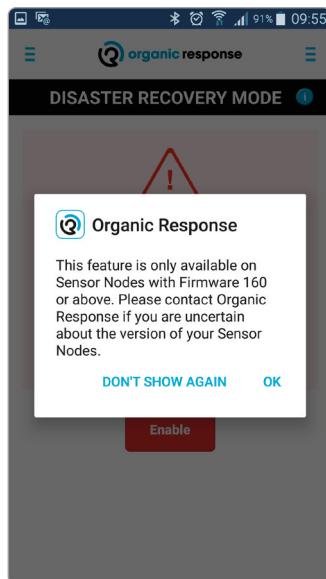 91% 09:55
organic response
DISASTER RECOVERY MODE i
!
Organic Response
This feature is only available on
Sensor Nodes with Firmware 160
or above. Please contact Organic
Response if you are uncertain
about the version of your Sensor
Nodes.
DON'T SHOW AGAIN OK
Enable